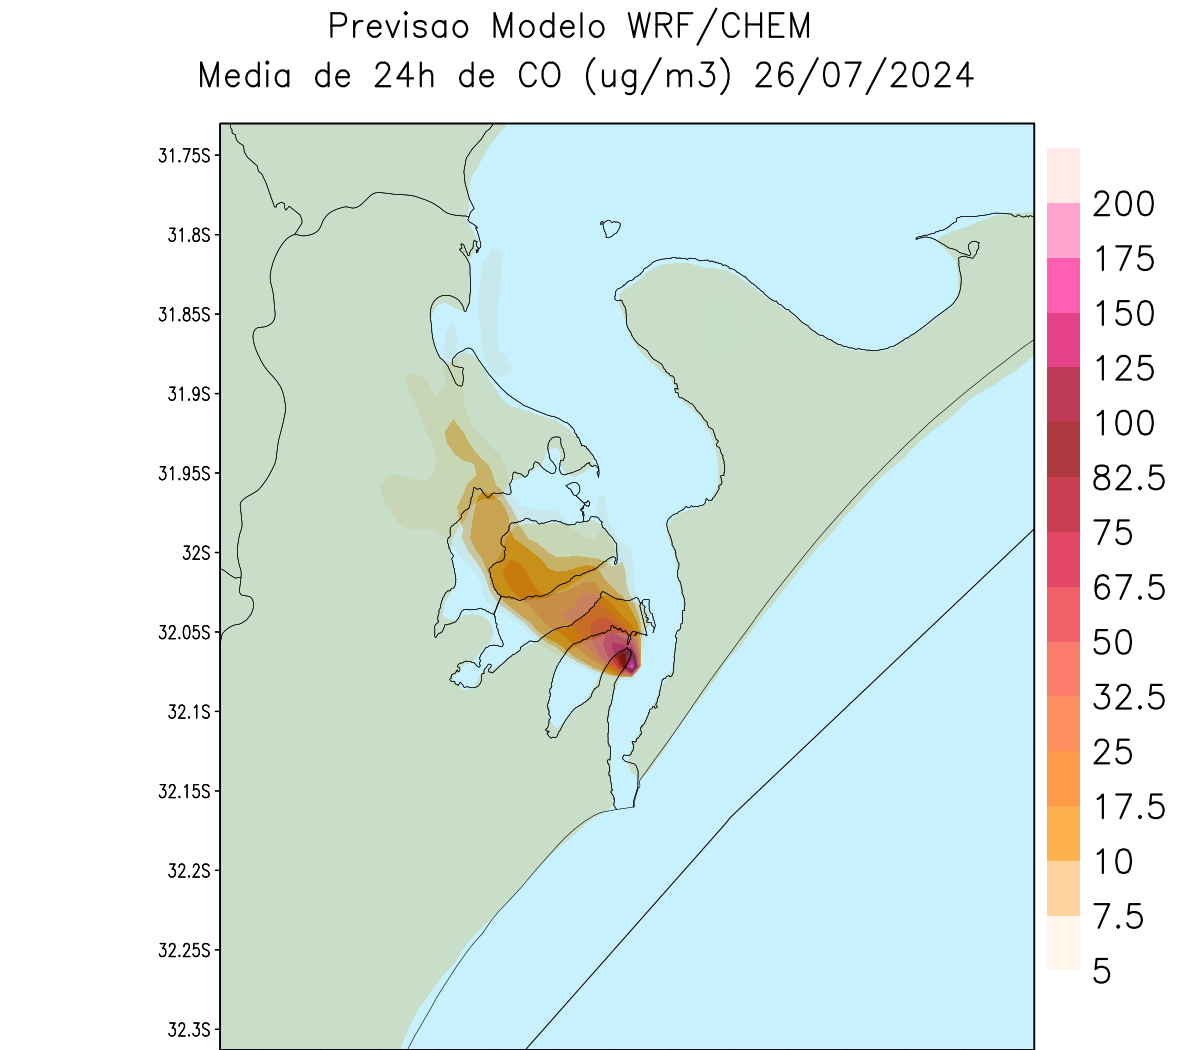 Previsao Modelo WRF/CHEM
Media de 24h de CO (ug/m3) 26/07/2024
31.75S
31.8S
31.85S
31.9S
31.95S
32S
32.05S
32.1S
32.15S
32.2S
32.25S
32.3S
200
175
150
125
100
82.5
75
67.5
50
32.5
25
17.5
10
7.5
5